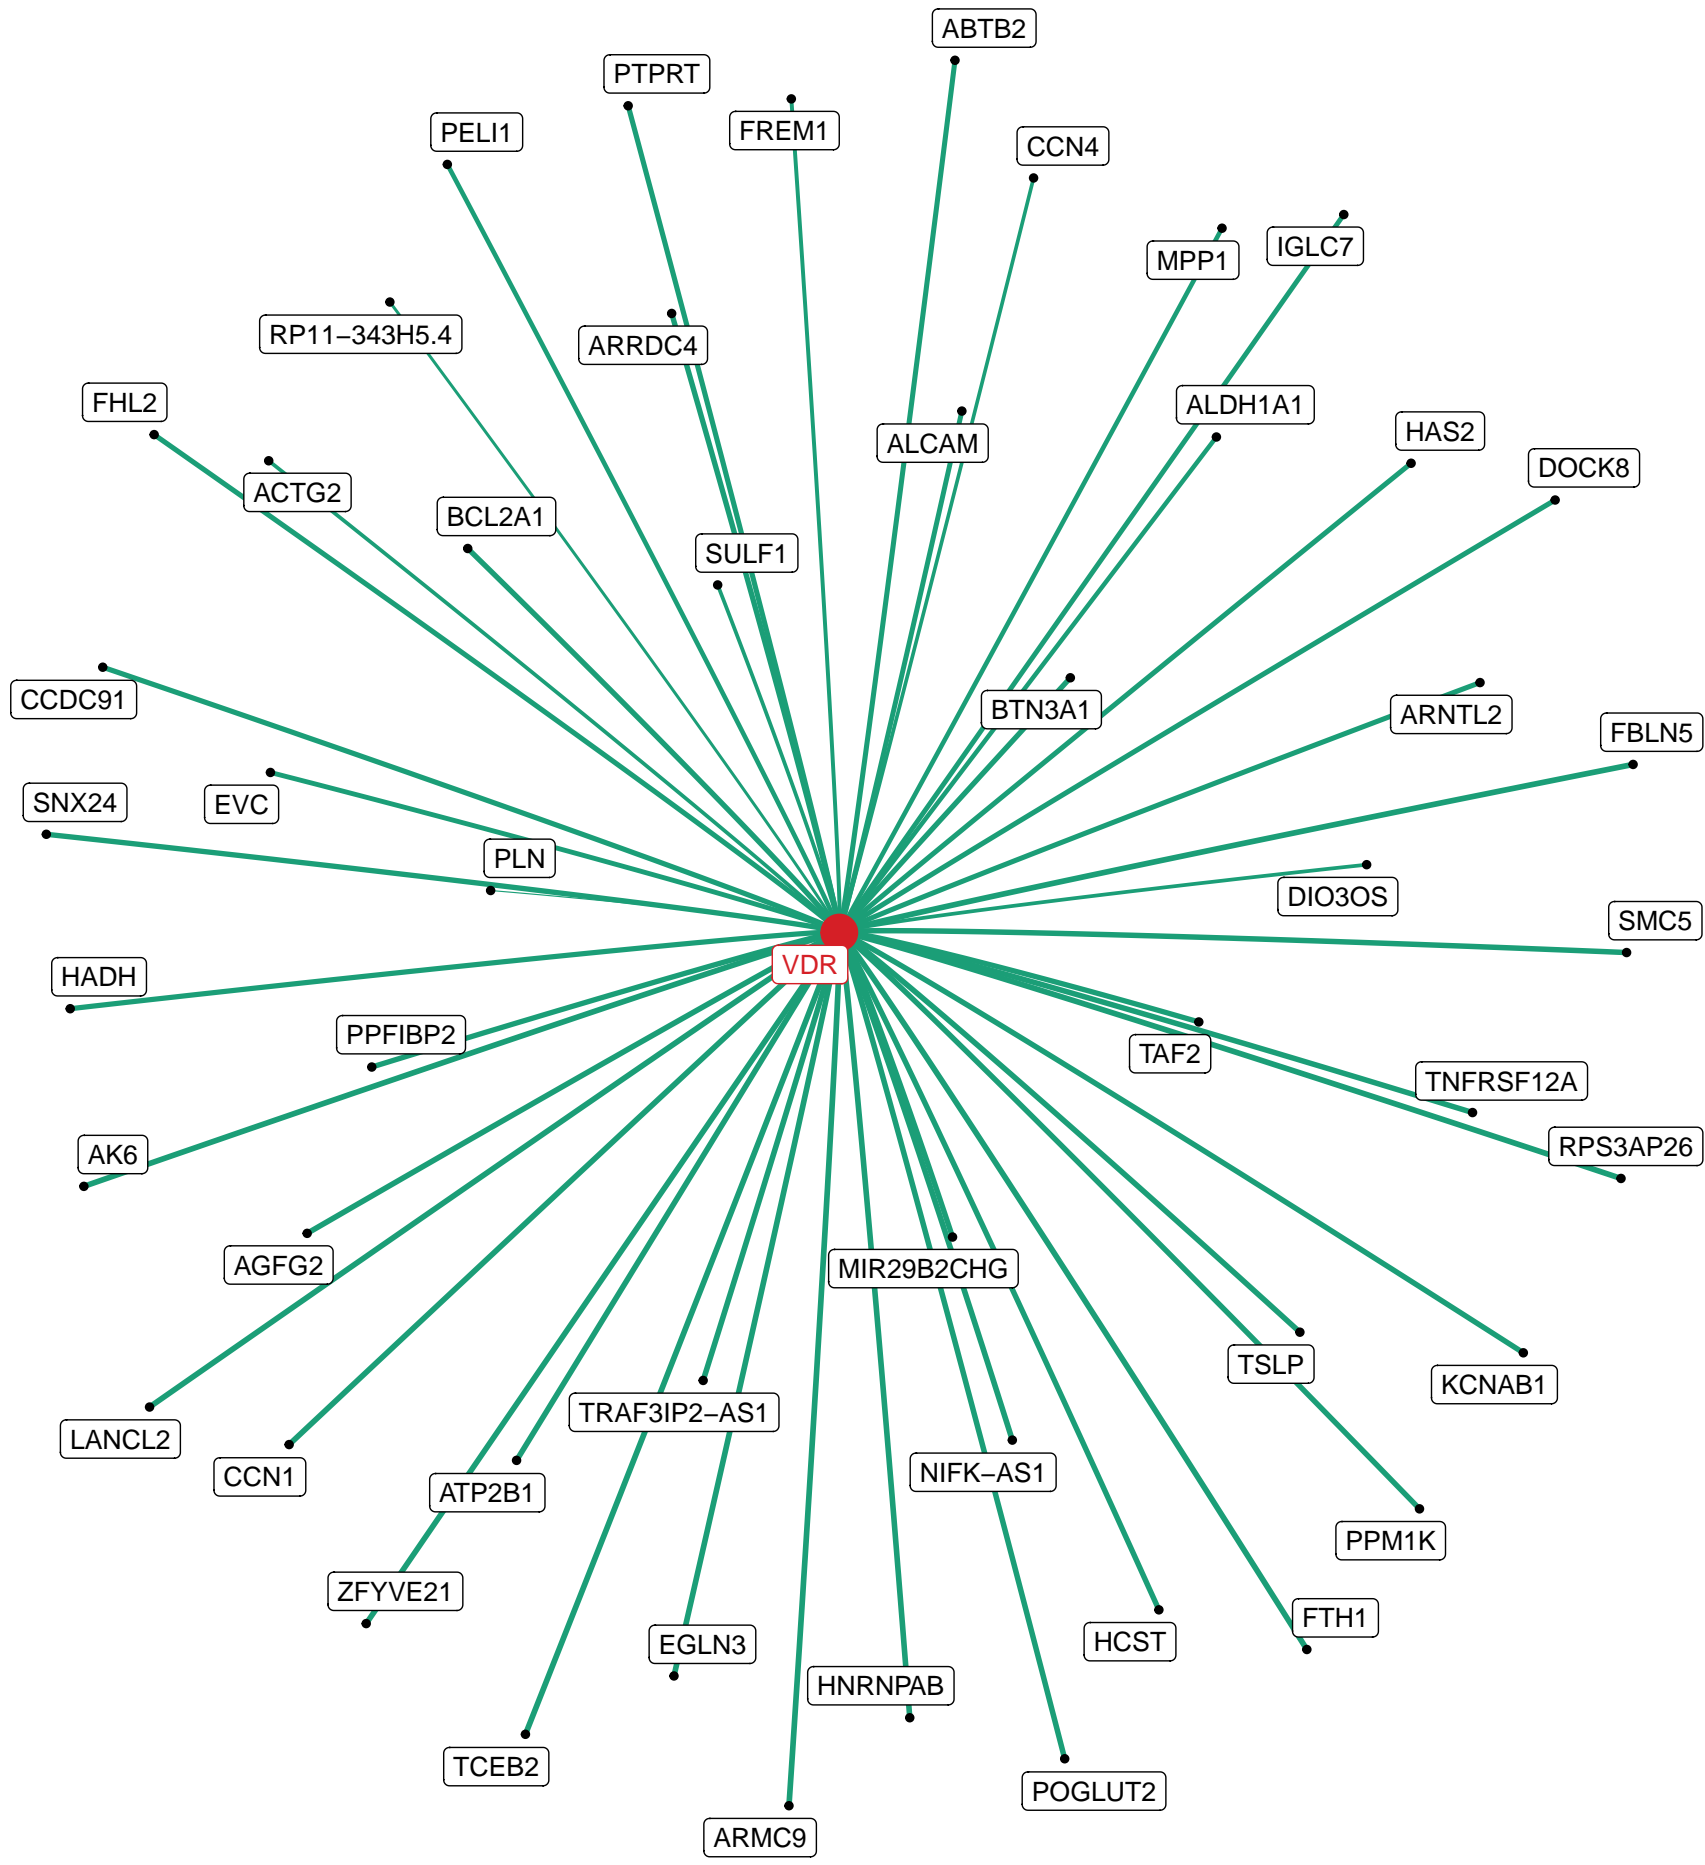 ABTB2
PTPRT
FREM1
PELI1
CCN4
IGLC7
MPP1
RP11−343H5.4
ARRDC4
FHL2
ALDH1A1
HAS2
ALCAM
DOCK8
ACTG2
BCL2A1
SULF1
CCDC91
BTN3A1
ARNTL2
FBLN5
SNX24
EVC
PLN
DIO3OS
SMC5
VDR
HADH
PPFIBP2
TAF2
TNFRSF12A
RPS3AP26
AK6
AGFG2
MIR29B2CHG
TSLP
KCNAB1
TRAF3IP2−AS1
LANCL2
NIFK−AS1
CCN1
ATP2B1
PPM1K
ZFYVE21
FTH1
HCST
EGLN3
HNRNPAB
TCEB2
POGLUT2
ARMC9